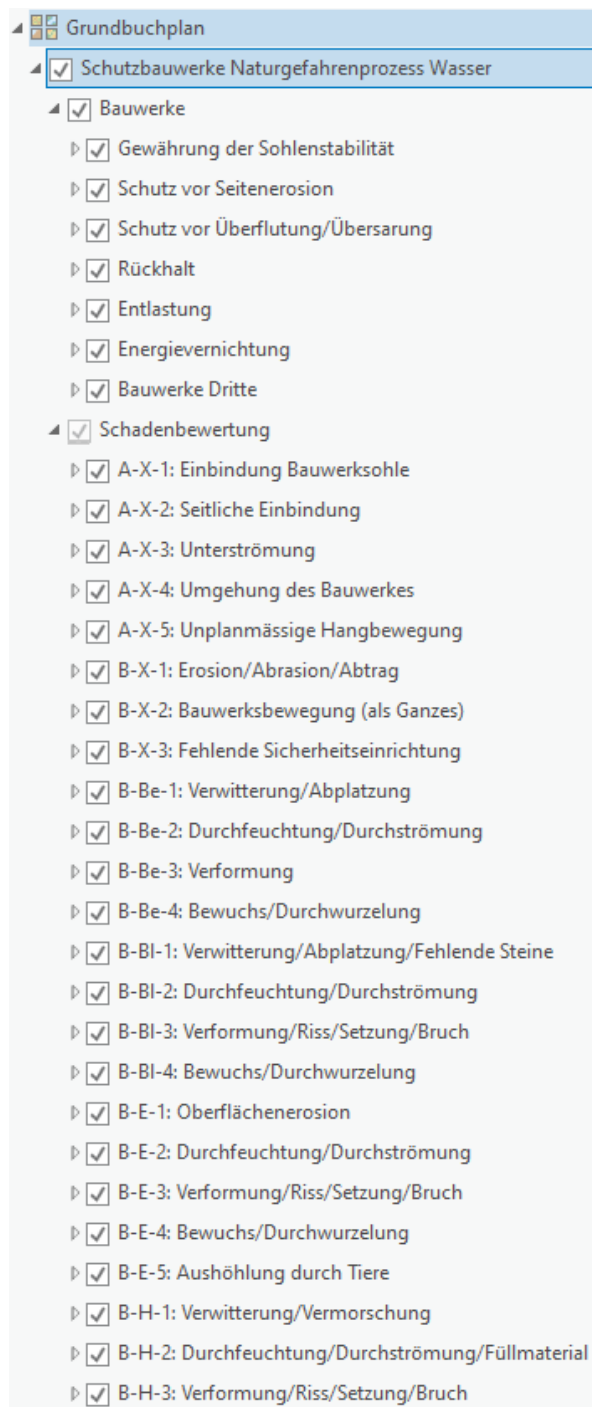 Grundbuchplan
Schutzbauwerke Naturgefahrenprozess Wasser
Bauwerke
Gewährung der Sohlenstabilität
Schutz vor Seitenerosion
Schutz vor Überflutung/Übersarung
Rückhalt
Entlastung
Energievernichtung
Bauwerke Dritte
Schadenbewertung
A-X-1: Einbindung Bauwerksohle
A-X-2: Seitliche Einbindung
A-X-3: Unterströmung
A-X-4: Umgehung des Bauwerkes
A-X-5: Unplanmässige Hangbewegung
B-X-1: Erosion/Abrasion/Abtrag
B-X-2: Bauwerksbewegung (als Ganzes)
B-X-3: Fehlende Sicherheitseinrichtung
B-Be-1: Verwitterung/Abplatzung
B-Be-2: Durchfeuchtung/Durchströmung
B-Be-3: Verformung
B-Be-4: Bewuchs/Durchwurzelung
B-Bl-1: Verwitterung/Abplatzung/Fehlende Steine
B-Bl-2: Durchfeuchtung/Durchströmung
B-Bl-3: Verformung/Riss/Setzung/Bruch
B-Bl-4: Bewuchs/Durchwurzelung
B-E-1: Oberflächenerosion
B-E-2: Durchfeuchtung/Durchströmung
B-E-3: Verformung/Riss/Setzung/Bruch
B-E-4: Bewuchs/Durchwurzelung
B-E-5: Aushöhlung durch Tiere
B-H-1: Verwitterung/Vermorschung
B-H-2: Durchfeuchtung/Durchströmung/Füllmaterial
B-H-3: Verformung/Riss/Setzung/Bruch